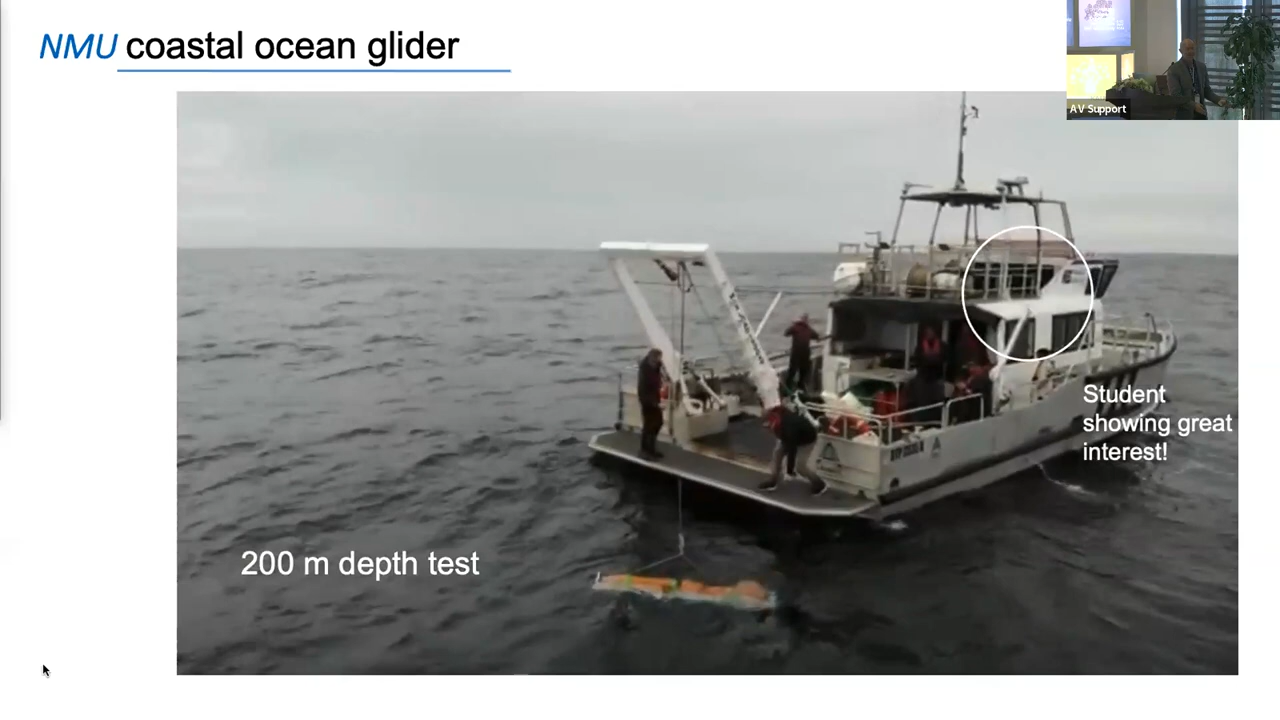 NMU coastal ocean glider
AV Support
Student
showing great
interest!
200 m depth test